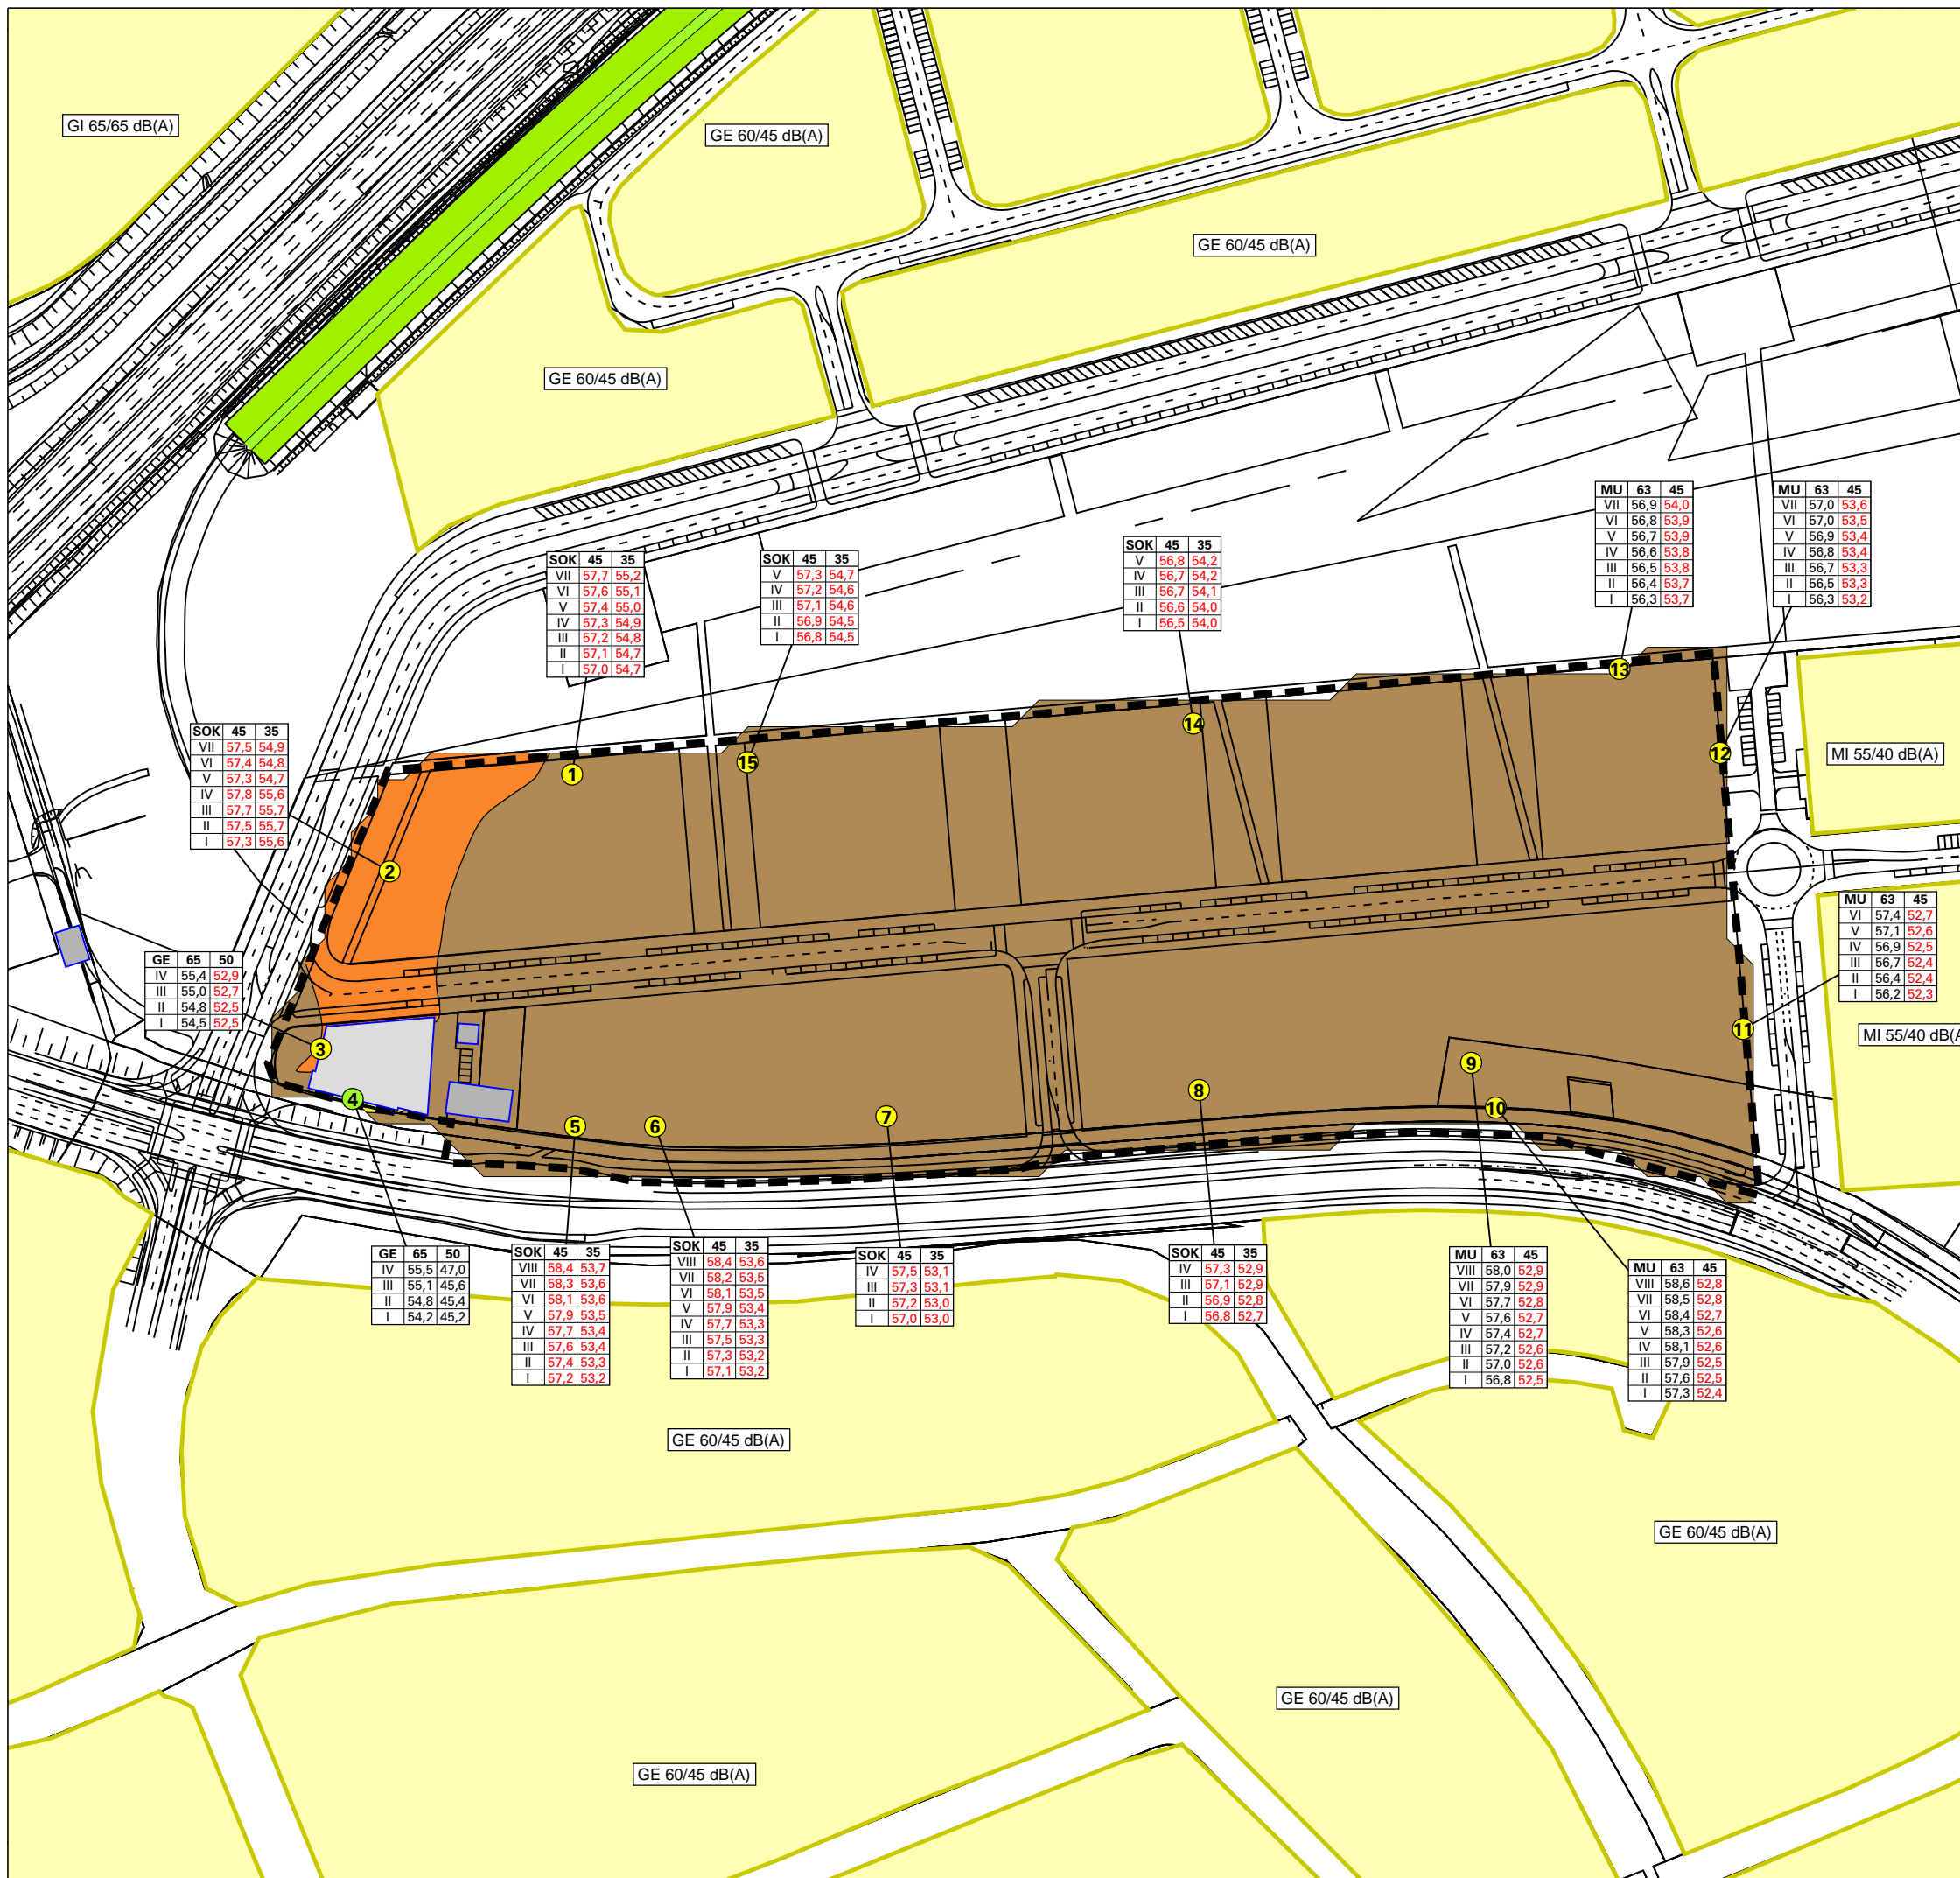 GI 65/65 dB(A)
GE 60/45 dB(A)
GE 60/45 dB(A)
GE 60/45 dB(A)
MU 63 45
VII 56,9 54,0
VI 56,8 53,9
V 56,7 53,9
IV 56,6 53,8
III 56,5 53,8
II 56,4 53,7
I 56,3 53,7
MU 63 45
VII 57,0 53,6
VI 57,0 53,5
V 56,9 53,4
IV 56,8 53,4
III 56,7 53,3
II 56,5 53,3
I 56,3 53,2
SOK 45 35
VII 57,7 55,2
VI 57,6 55,1
V 57,4 55,0
IV 57,3 54,9
III 57,2 54,8
II 57,1 54,7
I 57,0 54,7
SOK 45 35
V 57,3 54,7
IV 57,2 54,6
III 57,1 54,6
II 56,9 54,5
I 56,8 54,5
SOK 45 35
V 56,8 54,2
IV 56,7 54,2
III 56,7 54,1
II 56,6 54,0
I 56,5 54,0
SOK 45 35
VII 57,5 54,9
VI 57,4 54,8
V 57,3 54,7
IV 57,8 55,6
III 57,7 55,7
II 57,5 55,7
I 57,3 55,6
13
14
12
MI 55/40 dB(A)
15
1
2
MU 63 45
VI 57,4 52,7
V 57,1 52,6
IV 56,9 52,5
III 56,7 52,4
II 56,4 52,4
I 56,2 52,3
GE 65 50
IV 55,4 52,9
III 55,0 52,7
II 54,8 52,5
I 54,5 52,5
11
MI 55/40 dB(A
3
9
8
4
10
7
5
6
GE 65 50
IV 55,5 47,0
III 55,1 45,6
II 54,8 45,4
I 54,2 45,2
SOK 45 35
VIII 58,4 53,7
VII 58,3 53,6
VI 58,1 53,6
V 57,9 53,5
IV 57,7 53,4
III 57,6 53,4
II 57,4 53,3
I 57,2 53,2
SOK 45 35
VIII 58,4 53,6
VII 58,2 53,5
VI 58,1 53,5
V 57,9 53,4
IV 57,7 53,3
III 57,5 53,3
II 57,3 53,2
I 57,1 53,2
SOK 45 35
IV 57,5 53,1
III 57,3 53,1
II 57,2 53,0
I 57,0 53,0
SOK 45 35
IV 57,3 52,9
III 57,1 52,9
II 56,9 52,8
I 56,8 52,7
MU 63 45
VIII 58,0 52,9
VII 57,9 52,9
VI 57,7 52,8
V 57,6 52,7
IV 57,4 52,7
III 57,2 52,6
II 57,0 52,6
I 56,8 52,5
MU 63 45
VIII 58,6 52,8
VII 58,5 52,8
VI 58,4 52,7
V 58,3 52,6
IV 58,1 52,6
III 57,9 52,5
II 57,6 52,5
I 57,3 52,4
GE 60/45 dB(A)
GE 60/45 dB(A)
GE 60/45 dB(A)
GE 60/45 dB(A)